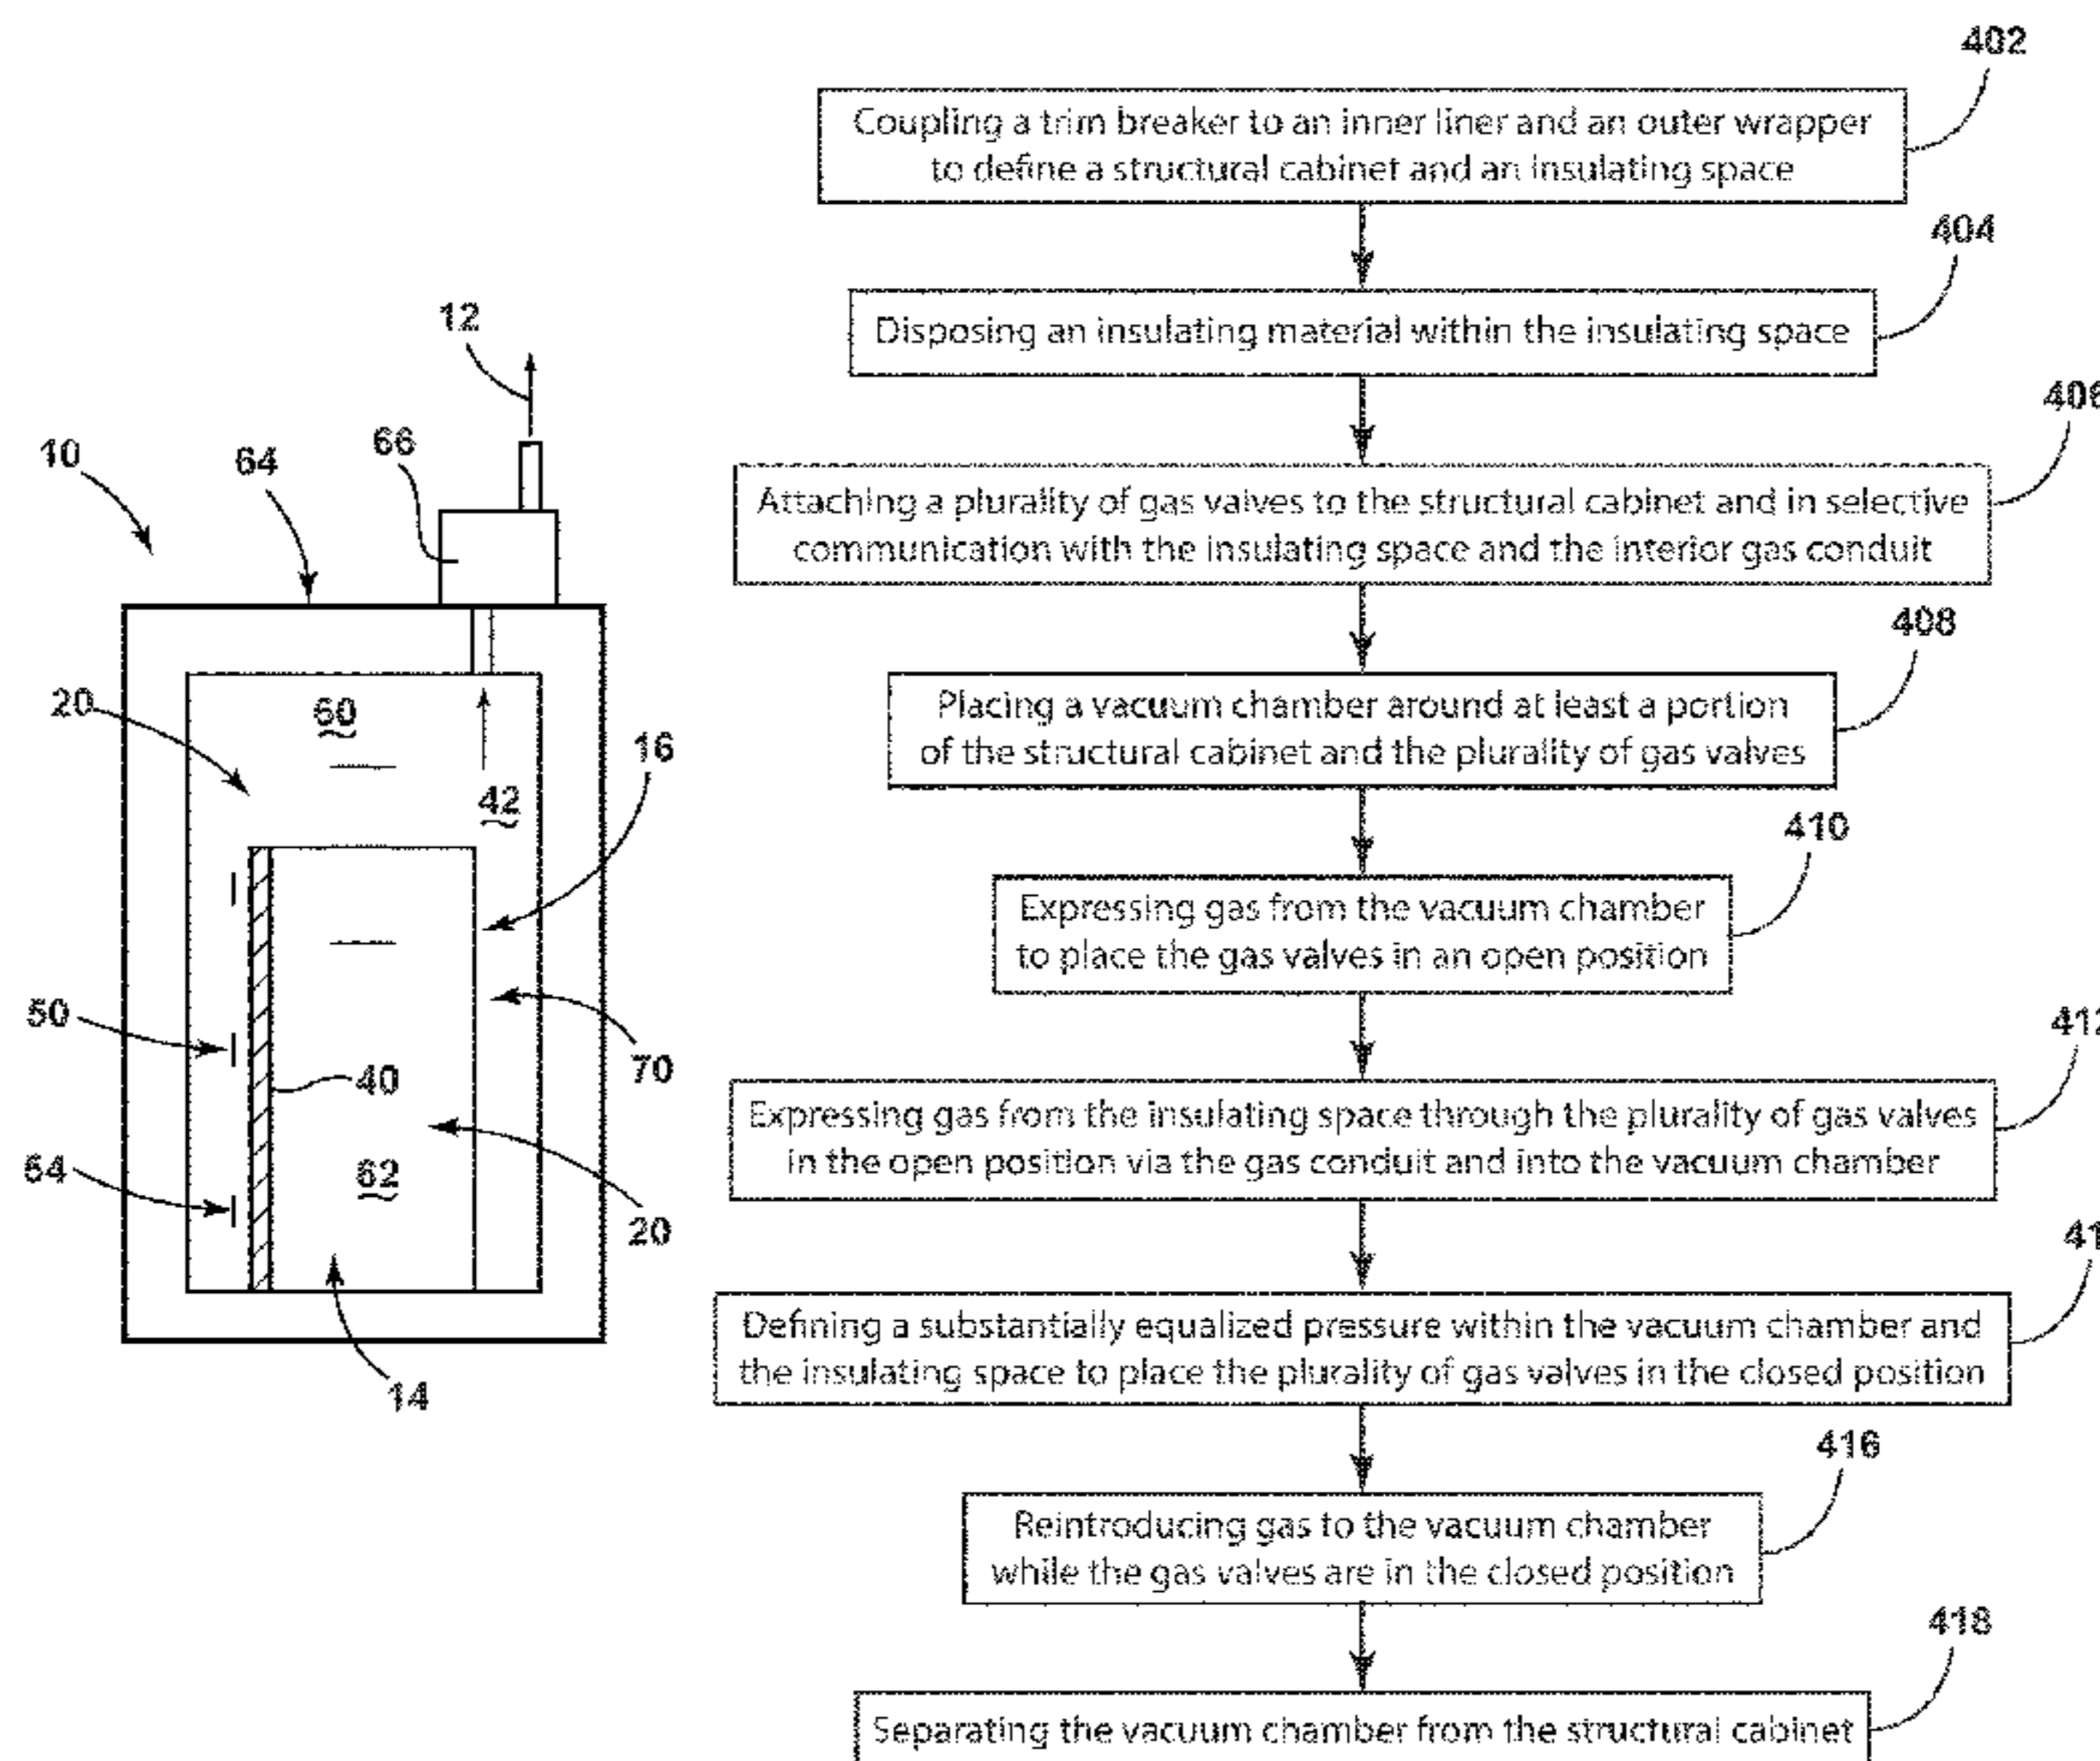 12
10
64
66
20
60
16
42
50
40
70
54
62
20
14
402
Coupling a trim breaker to an inner liner and an outer wrapper
to define a structural cabinet and an insulating space
404
Disposing an insulating material within the insulating space
406
Attaching a plurality of gas valves to the structural cabinet and in selective
communication with the insulating space and the interior gas conduit
408
Placing a vacuum chamber around at least a portion
of the structural cabinet and the plurality of gas valves
410
Expressing gas from the vacuum chamber
to place the gas valves in an open position
412
Expressing gas from the insulating space through the plurality of gas valves
in the open position via the gas conduit and into the vacuum chamber
Defining a substantially equalized pressure within the vacuum chamber and
the insulating space to place the plurality of gas valves in the closed position
416
Reintroducing gas to the vacuum chamber
while the gas valves are in the closed position
418
Separating the vacuum chamber from the structural cabinet